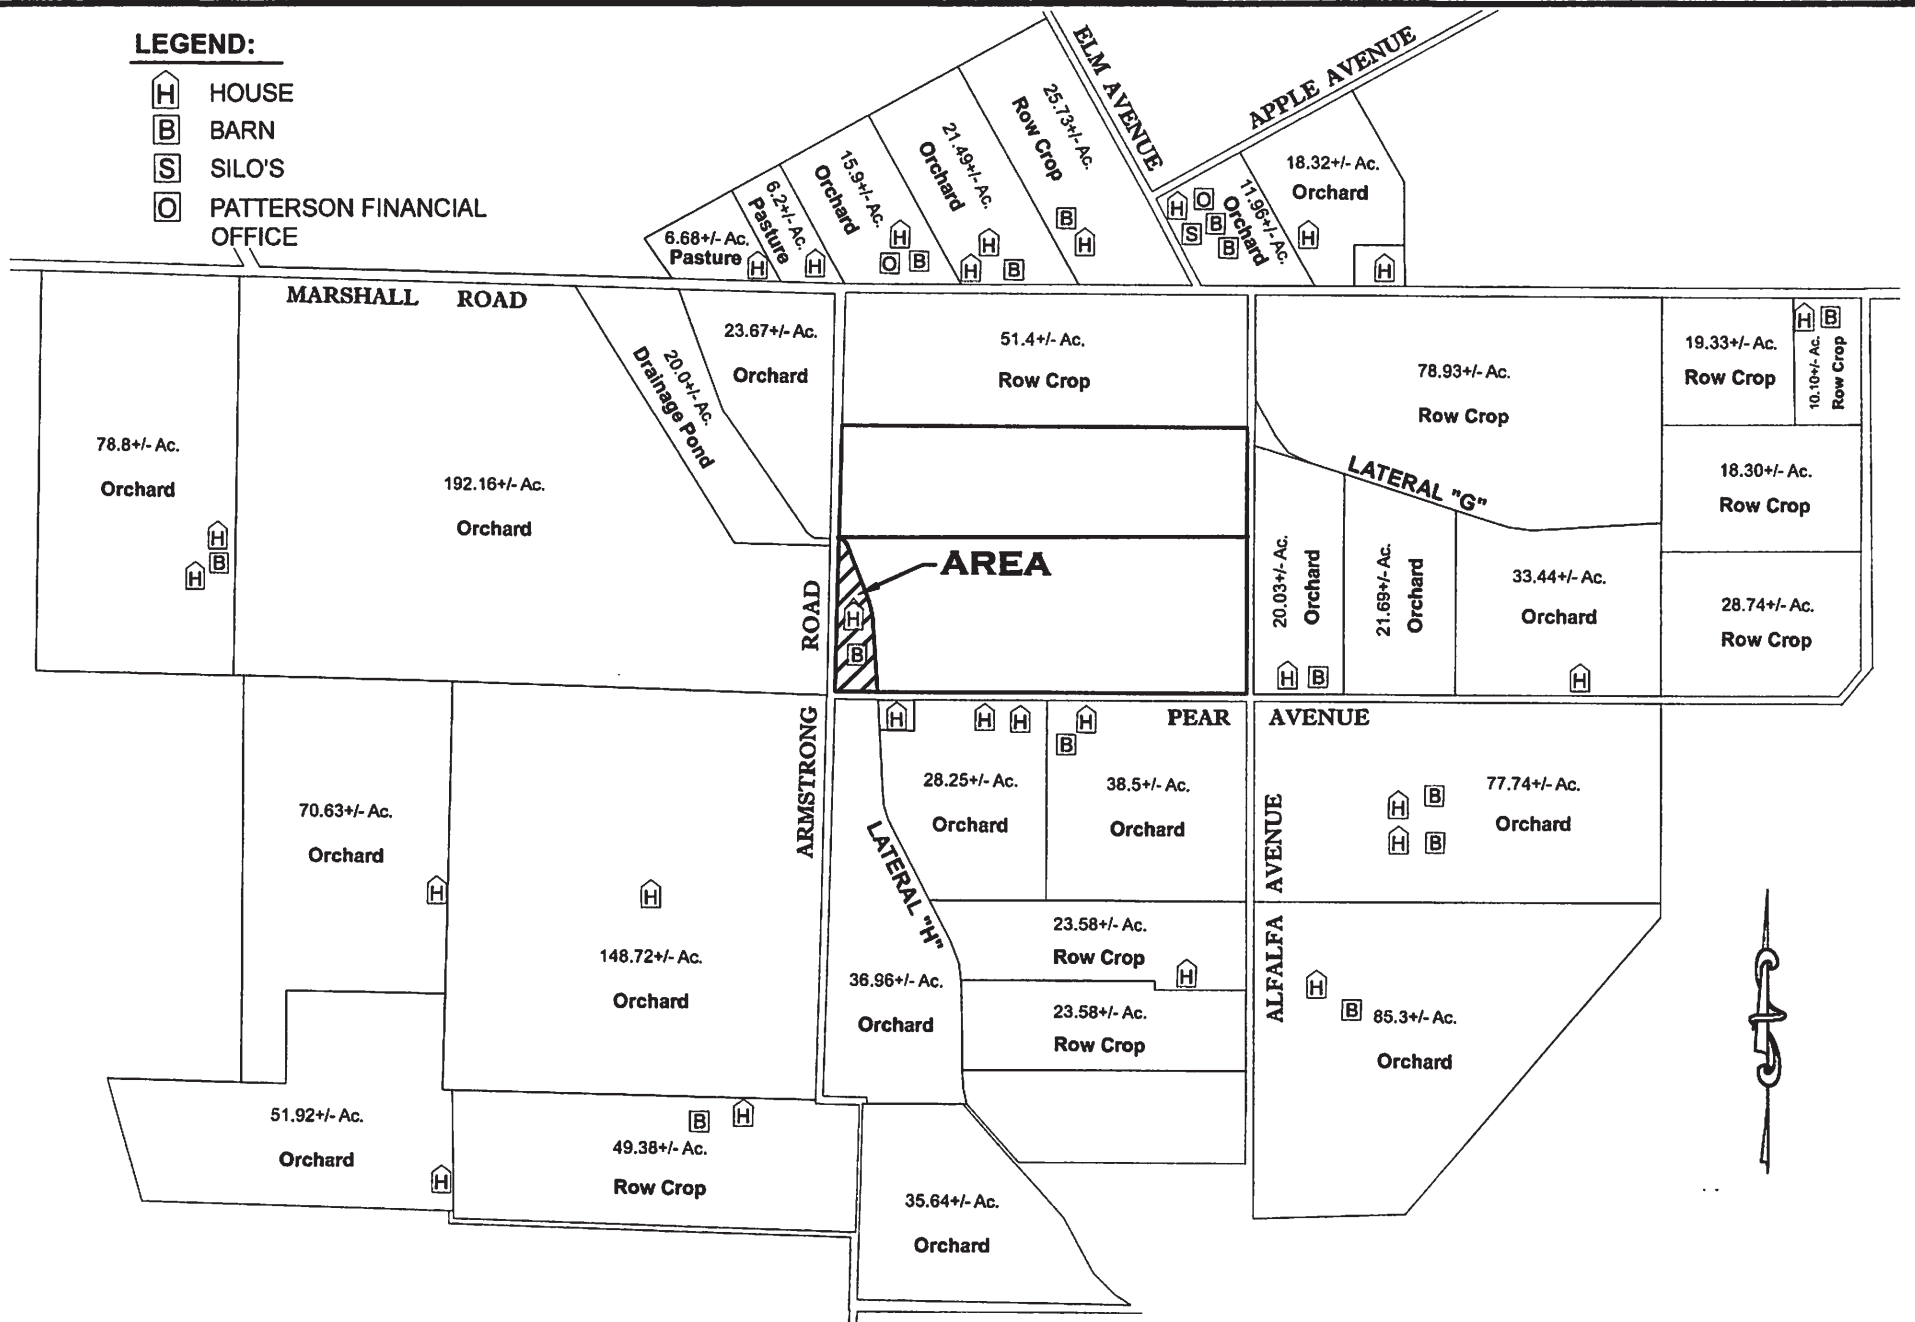 LEGEND:
H HOUSE
B BARN
S SILO'S
O PATTERSON FINANCIAL
OFFICE
ELM AVENUE
APPLE AVENUE
6.68+/- Ac.
Pasture
H
6.2+/- Ac.
Pasture
H
15.9+/- Ac.
Orchard
H
O B
21.49+/- Ac.
Orchard
H
H B
25.73+/- Ac.
Row Crop
B
H
H O
S B
B
11.96+/- Ac.
Orchard
18.32+/- Ac.
Orchard
H
H
MARSHALL ROAD
78.8+/- Ac.
Orchard
H
B
H
192.16+/- Ac.
Orchard
20.0+/- Ac.
Drainage Pond
23.67+/- Ac.
Orchard
51.4+/- Ac.
Row Crop
78.93+/- Ac.
Row Crop
19.33+/- Ac.
Row Crop
H B
10.10+/- Ac.
Row Crop
18.30+/- Ac.
Row Crop
28.74+/- Ac.
Row Crop
LATERAL "G"
AREA
H
B
20.03+/- Ac.
Orchard
H B
21.69+/- Ac.
Orchard
33.44+/- Ac.
Orchard
H
ARMSTRONG ROAD
PEAR AVENUE
70.63+/- Ac.
Orchard
H
H
148.72+/- Ac.
Orchard
LATERAL "H"
H
H H
28.25+/- Ac.
Orchard
H
B
38.5+/- Ac.
Orchard
ALFALFA AVENUE
77.74+/- Ac.
Orchard
H B
H B
36.96+/- Ac.
Orchard
23.58+/- Ac.
Row Crop
H
23.58+/- Ac.
Row Crop
H
B
85.3+/- Ac.
Orchard
51.92+/- Ac.
Orchard
H
B H
49.38+/- Ac.
Row Crop
35.64+/- Ac.
Orchard